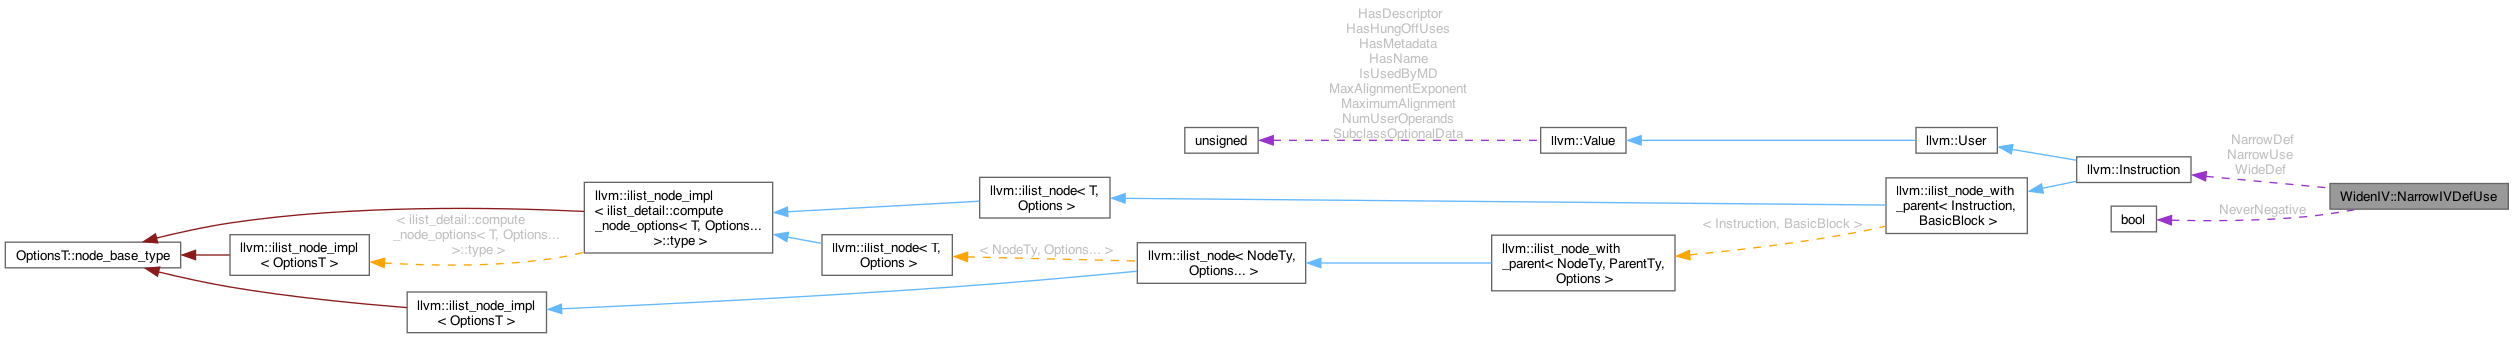 HasDescriptor
HasHungOffUses
HasMetadata
HasName
IsUsedByMD
MaxAlignmentExponent
MaximumAlignment
NumUserOperands
SubclassOptionalData
unsigned
llvm::Value
llvm::User
NarrowDef
NarrowUse
WideDef
llvm::Instruction
WidenIV::NarrowIVDefUse
NeverNegative
bool
llvm::ilist_node_with
_parent< Instruction,
BasicBlock >
llvm::ilist_node< T,
Options >
llvm::ilist_node_impl
< ilist_detail::compute
_node_options< T, Options...
>::type >
< ilist_detail::compute
_node_options< T, Options...
>::type >
< Instruction, BasicBlock >
OptionsT::node_base_type
llvm::ilist_node_impl
< OptionsT >
llvm::ilist_node< T,
Options >
< NodeTy, Options... >
llvm::ilist_node< NodeTy,
Options... >
llvm::ilist_node_with
_parent< NodeTy, ParentTy,
Options >
llvm::ilist_node_impl
< OptionsT >